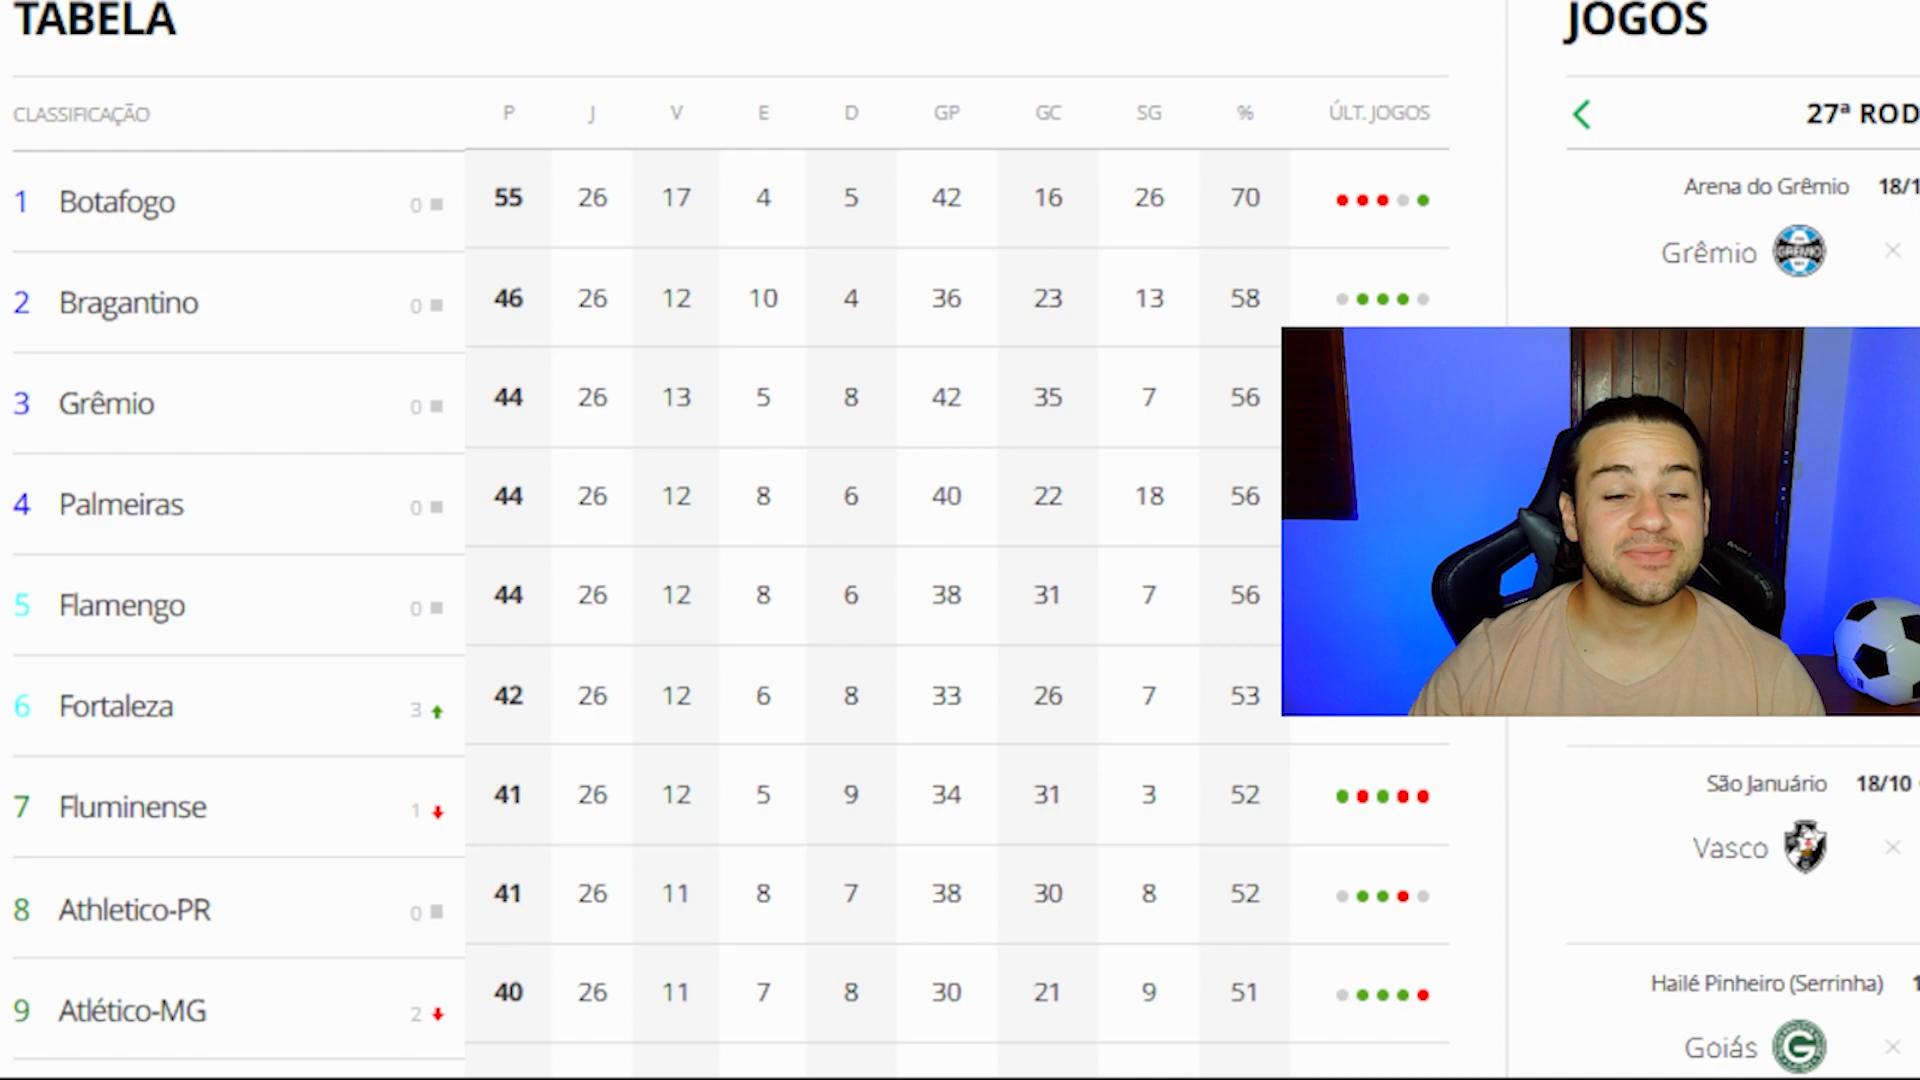 TABELA
CLASSIFICAÇÃO P J V E D GP GC SG % ÚLT. JOGOS
1 Botafogo 0 55 26 17 4 5 42 16 26 70
2 Bragantino 0 46 26 12 10 4 36 23 13 58
3 Grêmio 0 44 26 13 5 8 42 35 7 56
4 Palmeiras 0 44 26 12 8 6 40 22 18 56
5 Flamengo 0 44 26 12 8 6 38 31 7 56
6 Fortaleza 3 42 26 12 6 8 33 26 7 53
7 Fluminense 1 41 26 12 5 9 34 31 3 52
8 Athletico-PR 0 41 26 11 8 7 38 30 8 52
9 Atlético-MG 2 40 26 11 7 8 30 21 9 51
JOGOS
27ª ROD
Arena do Grêmio 18/1
Grêmio GRÊMIO ×
São Januário 18/10
Vasco ×
Hailé Pinheiro (Serrinha) 1
Goiás G ×